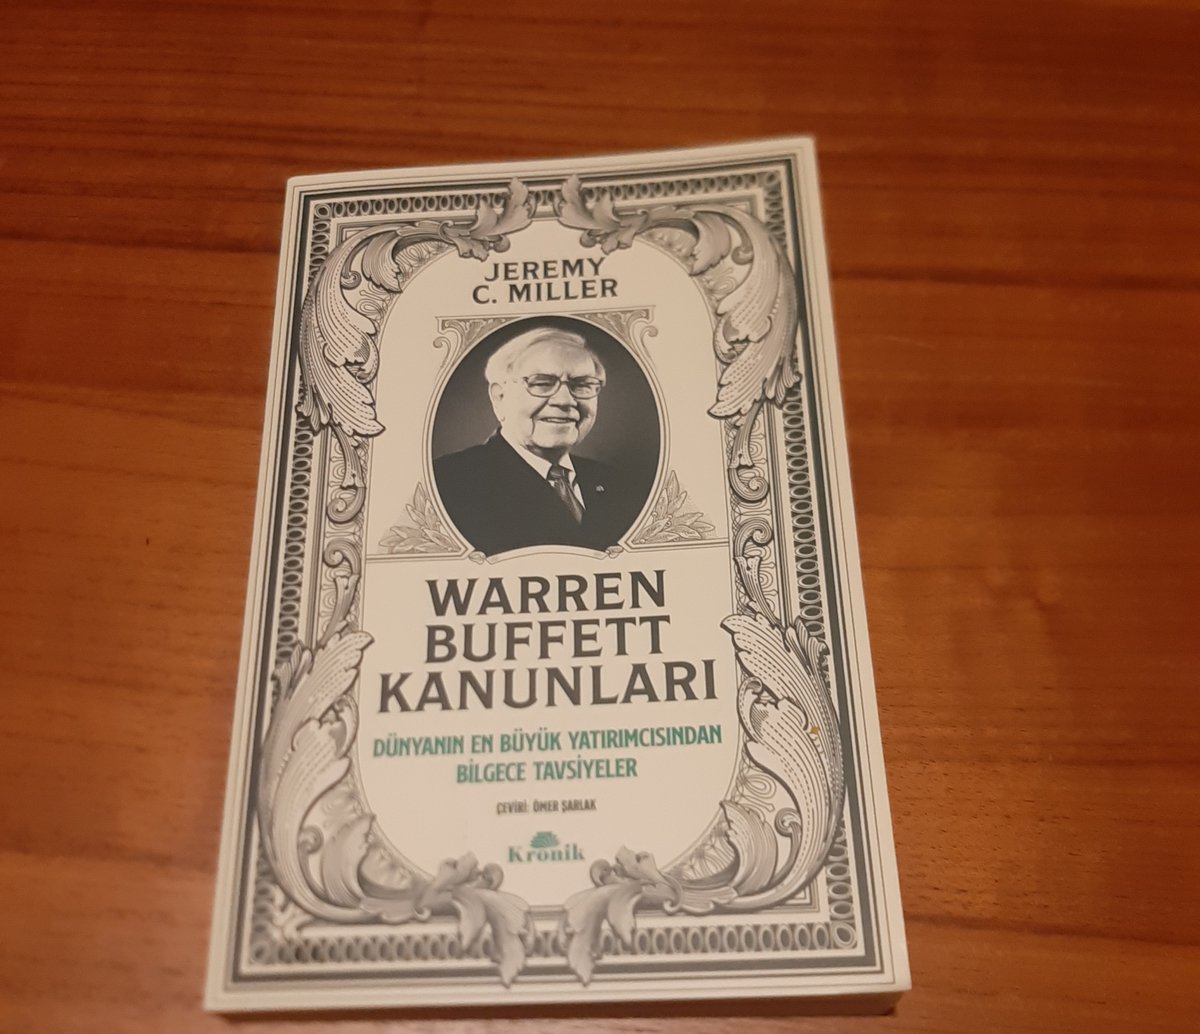 JEREMY
C. MILLER
WARREN
BUFFETT
KANUNLARI
DÜNYANIN EN BÜYÜK YATIRIMCISINDAN
BİLGECE TAVSİYELER
ÇEVİRİ: ÖMER ŞARLAK
Kronik